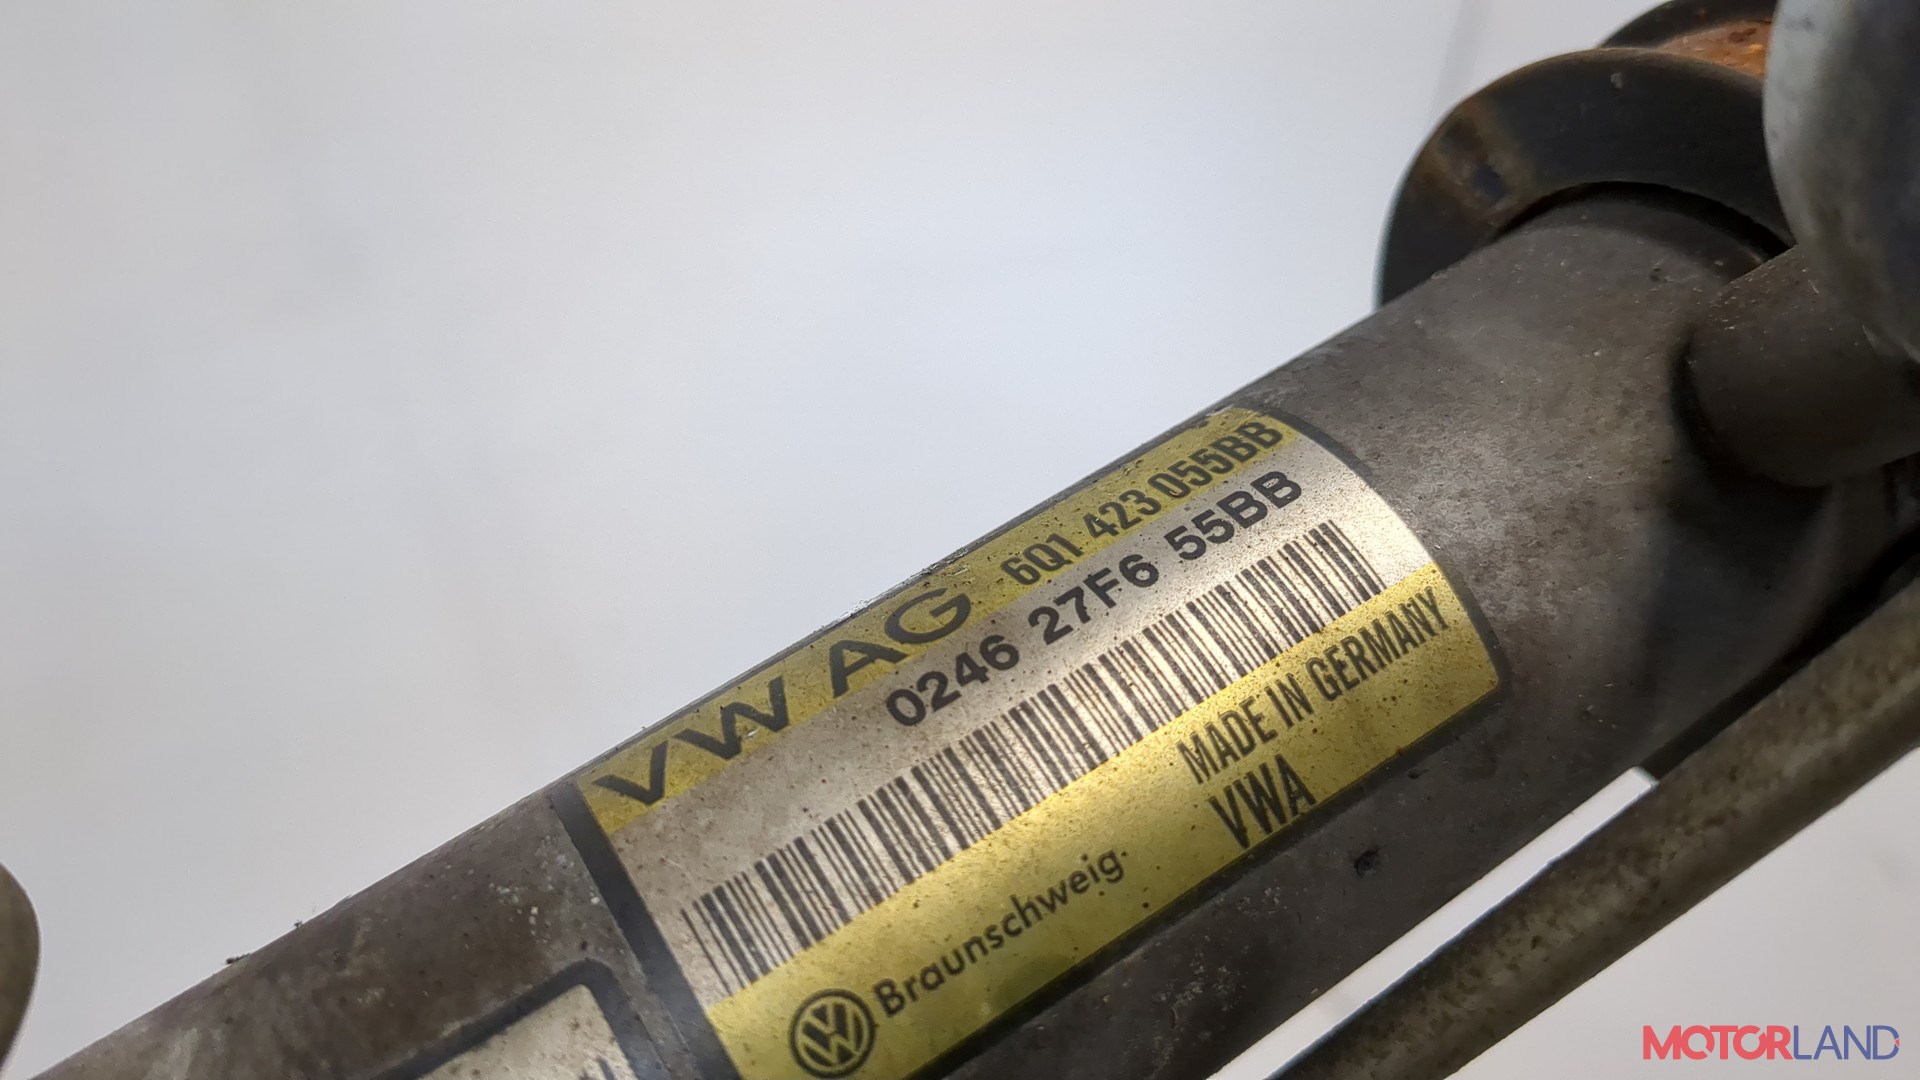 VW AG 6Q1 423 055BB
0246 27F6 55BB
MADE IN GERMANY
VWA
Braunschweig
MOTORLAND